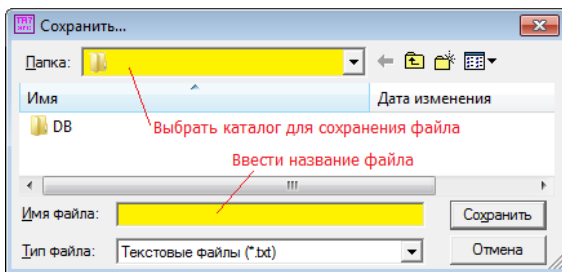 Сохранить...
Папка:
Имя Дата изменения
DB
Выбрать каталог для сохранения файла
Ввести название файла
Имя файла: Сохранить
Тип файла: Текстовые файлы (*.txt) Отмена